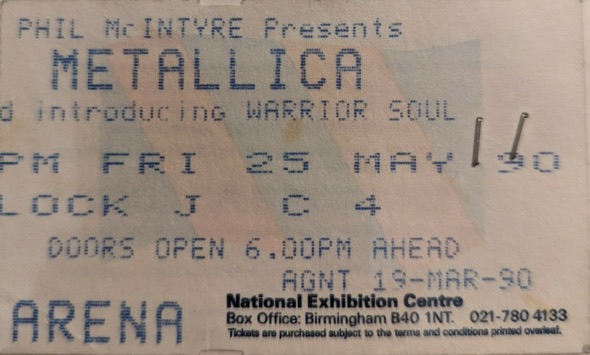 PHIL McINTYRE Presents
METALLICA
d introducing WARRIOR SOUL
PM FRI 25 MAY 90
LOCK J C 4
DOORS OPEN 6.00PM AHEAD
AGNT 19-MAR-90
ARENA
National Exhibition Centre
Box Office: Birmingham B40 1NT. 021-780 4133
Tickets are purchased subject to the terms and conditions printed overleaf.